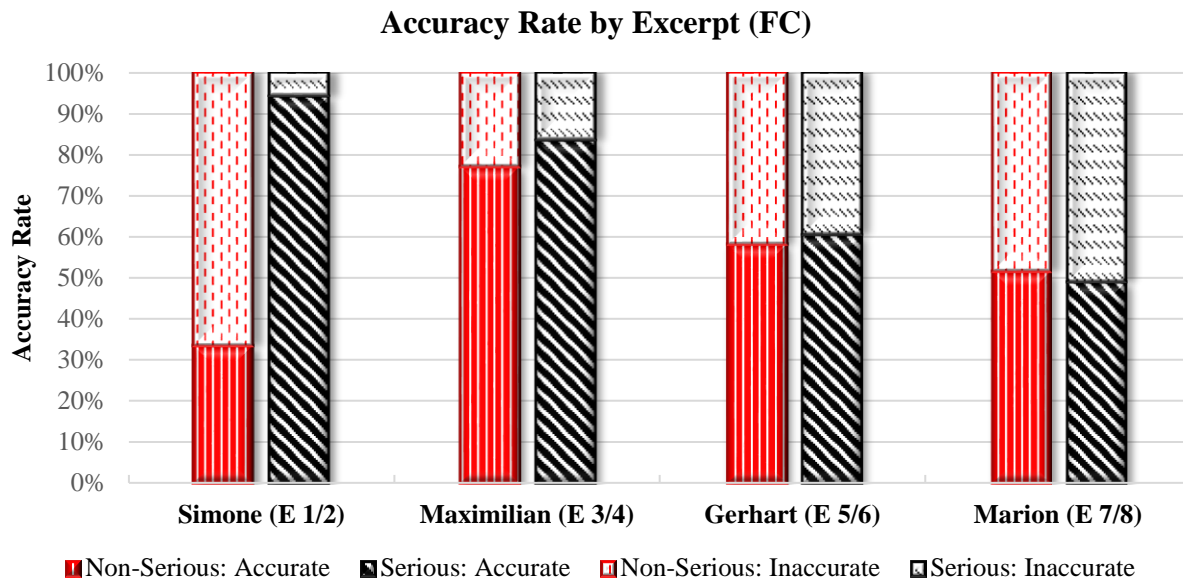 Accuracy Rate by Excerpt (FC)
100%
90%
80%
70%
60%
50%
40%
30%
20%
10%
0%
Accuracy Rate
Simone (E 1/2) Maximilian (E 3/4) Gerhart (E 5/6) Marion (E 7/8)
Non-Serious: Accurate Serious: Accurate Non-Serious: Inaccurate Serious: Inaccurate